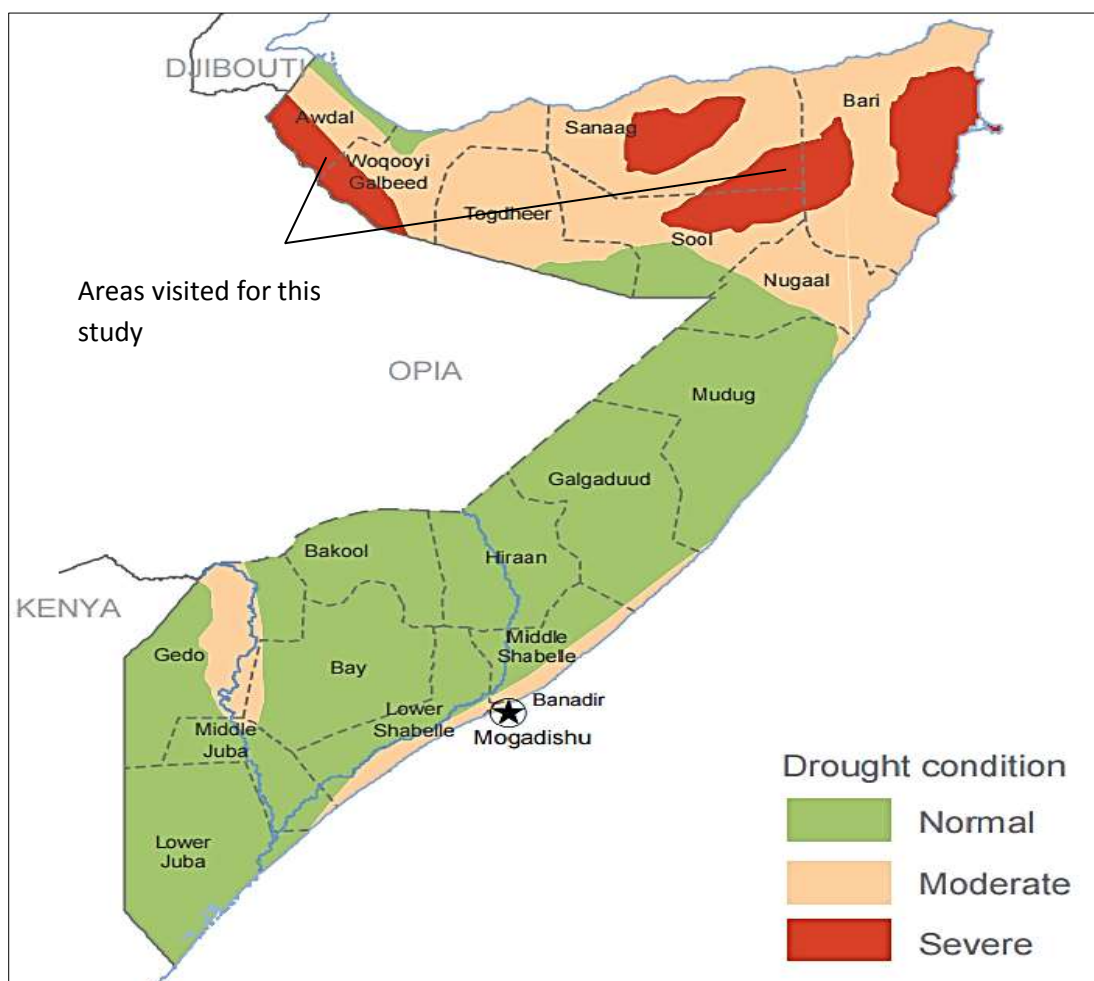 DJIBOUTI
Awdal
Woqooyi
Galbeed
Togdheer
Sanaag
Bari
Sool
Nugaal
Areas visited for this
study
OPIA
Mudug
Galgaduud
Hiraan
Bakool
KENYA
Gedo
Bay
Middle
Shabelle
Lower
Shabelle
Banadir
Mogadishu
Middle
Juba
Lower
Juba
Drought condition
Normal
Moderate
Severe